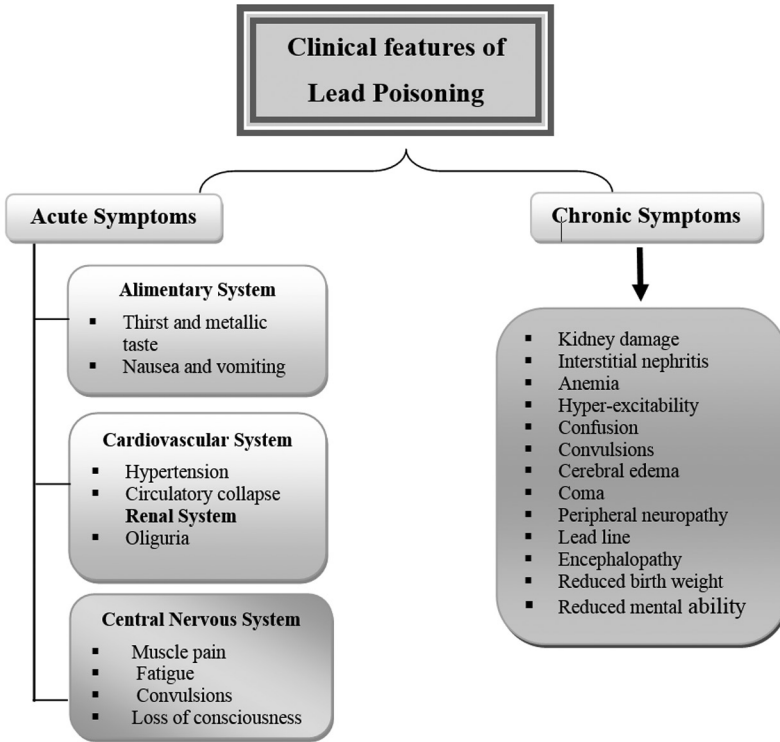 Clinical features of
Lead Poisoning
Acute Symptoms
Alimentary System
▪ Thirst and metallic
taste
▪ Nausea and vomiting
Cardiovascular System
▪ Hypertension
▪ Circulatory collapse
Renal System
▪ Oliguria
Central Nervous System
▪ Muscle pain
▪ Fatigue
▪ Convulsions
▪ Loss of consciousness
Chronic Symptoms
▪ Kidney damage
▪ Interstitial nephritis
▪ Anemia
▪ Hyper-excitability
▪ Confusion
▪ Convulsions
▪ Cerebral edema
▪ Coma
▪ Peripheral neuropathy
▪ Lead line
▪ Encephalopathy
▪ Reduced birth weight
▪ Reduced mental ability